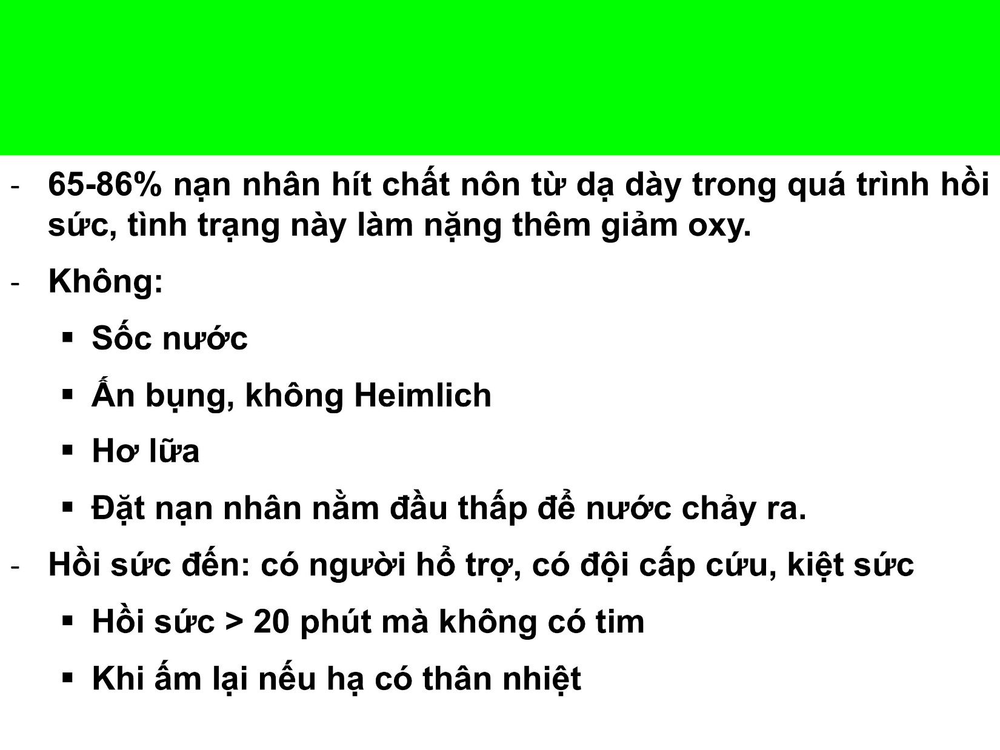 - 65-86% nạn nhân hít chất nôn từ dạ dày trong quá trình hồi
sức, tình trạng này làm nặng thêm giảm oxy.
- Không:
▪ Sốc nước
▪ Ấn bụng, không Heimlich
▪ Hơ lữa
▪ Đặt nạn nhân nằm đầu thấp để nước chảy ra.
- Hồi sức đến: có người hổ trợ, có đội cấp cứu, kiệt sức
▪ Hồi sức > 20 phút mà không có tim
▪ Khi ấm lại nếu hạ có thân nhiệt